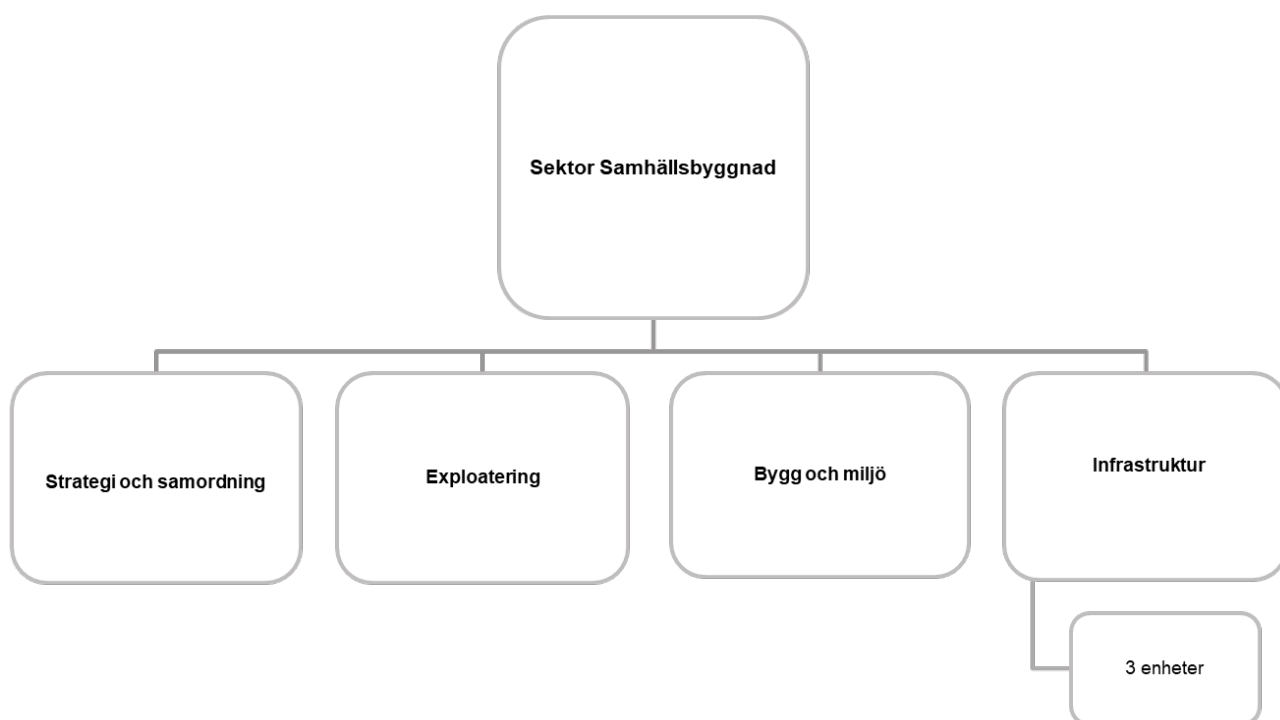 Sektor Samhällsbyggnad
Strategi och samordning
Exploatering
Bygg och miljö
Infrastruktur
3 enheter